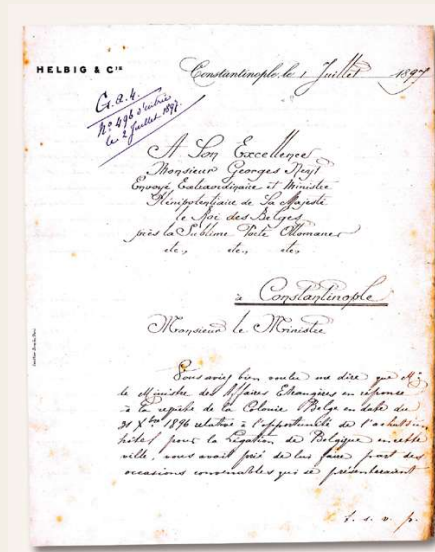 HELBIG & Cie
Constantinople, le 1 Juillet 1897
G. a. 4.
No 496 d'entrée
le 2 Juillet 1897.
A Son Excellence
Monsieur Georges Neyt
Envoyé Extraordinaire et Ministre
Plénipotentiaire de Sa Majesté
le Roi des Belges
près la Sublime Porte Ottomane
etc., etc., etc.
à Constantinople
Monsieur le Ministre
Vous aviez bien voulu me dire que Mr
le Ministre des Affaires Etrangères en réponse
à la requête de la Colonie Belge en date du
31 Xbre 1896 relative à l'opportunité de l'achat d'un
hôtel pour la Légation de Belgique en cette
ville, vous avait prié de lui faire part des
occasions convenables qui se présenteraient
t. s. v. p.